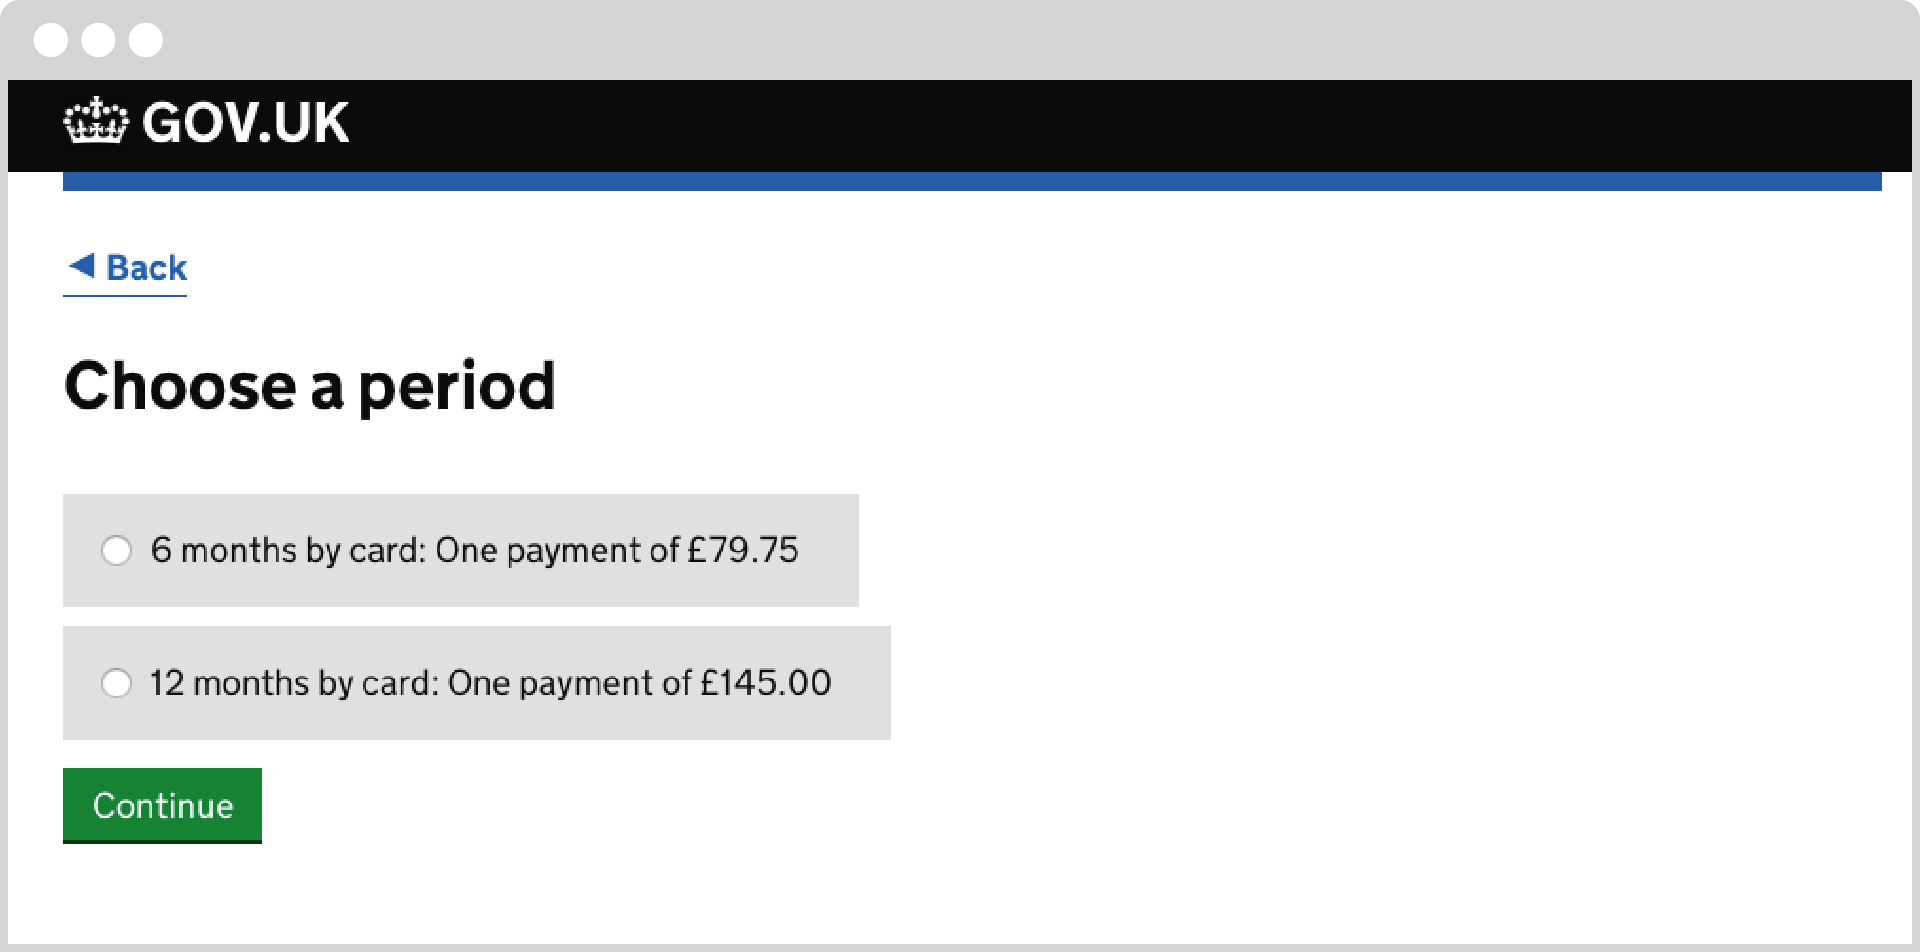 GOV.UK
Back
Choose a period
6 months by card: One payment of £79.75
12 months by card: One payment of £145.00
Continue